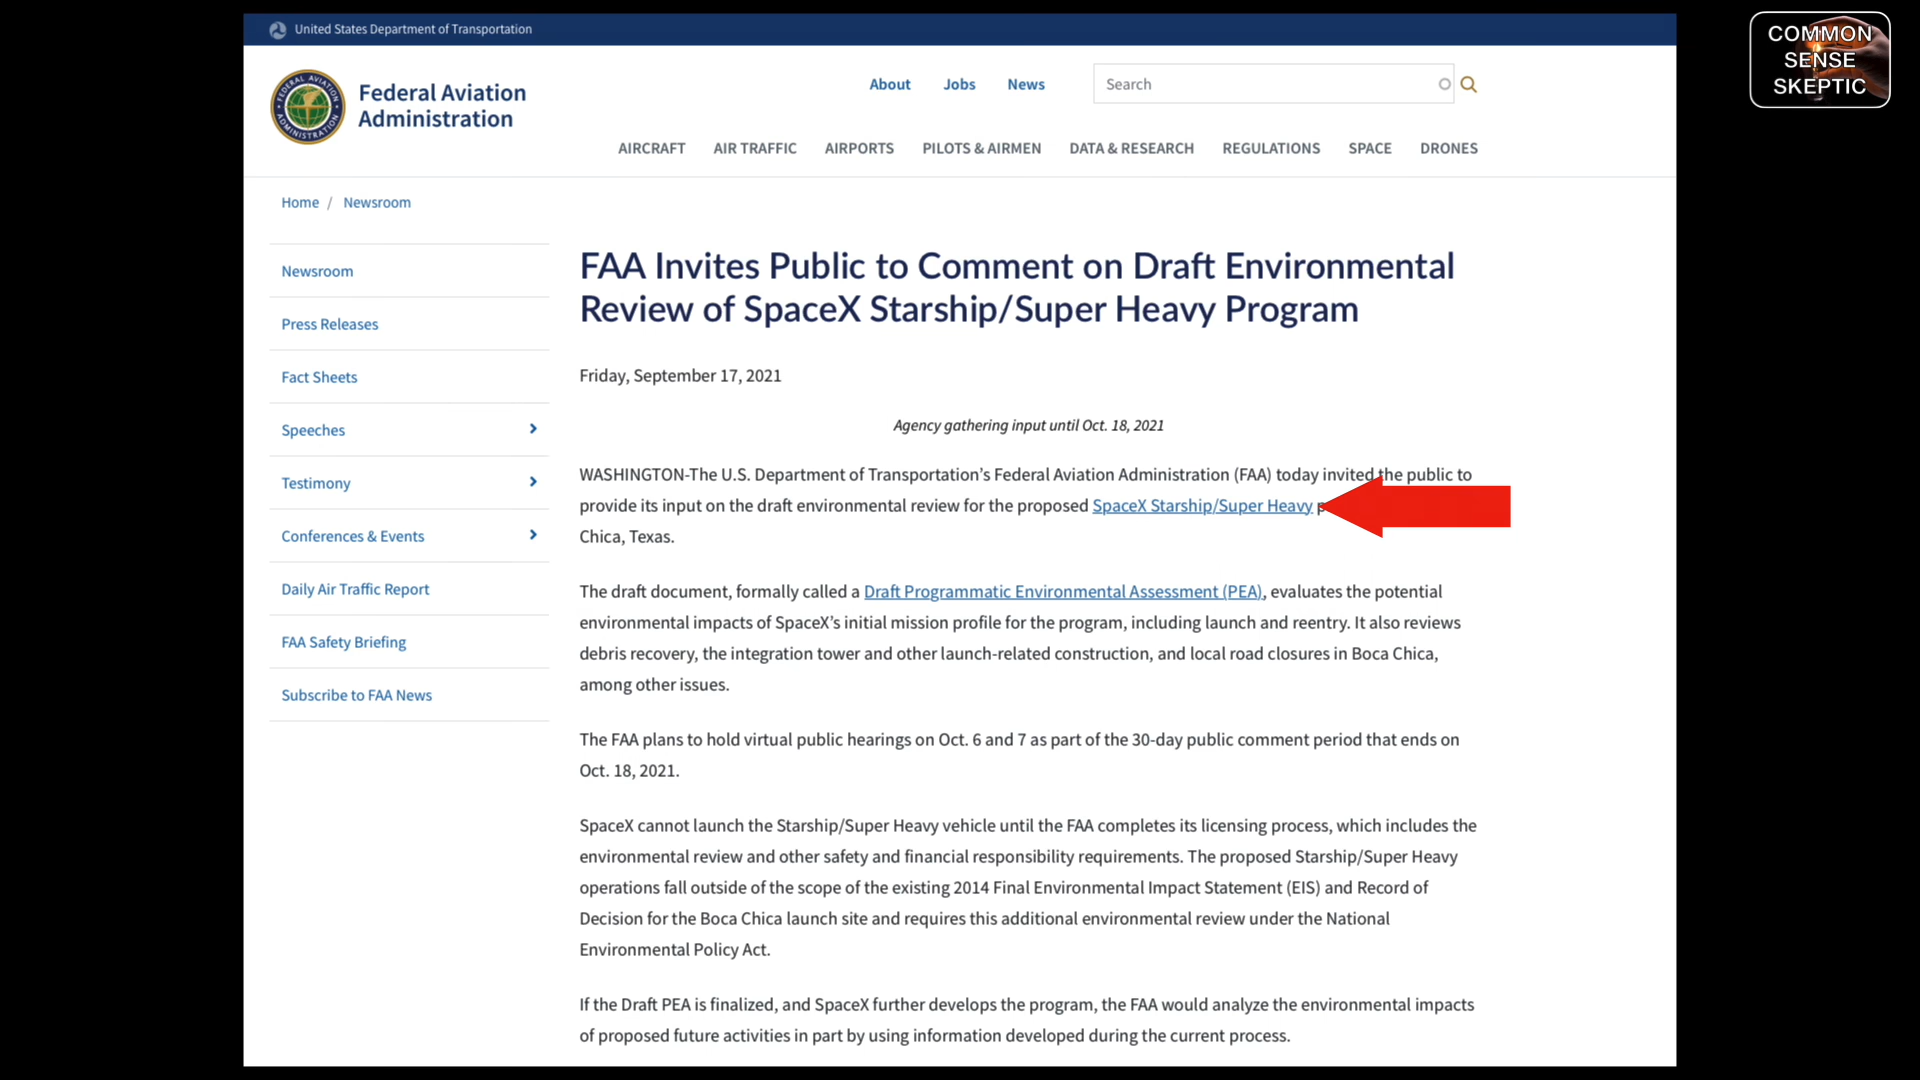 United States Department of Transportation
COMMON
SENSE
SKEPTIC
Federal Aviation
Administration
About Jobs News Search
AIRCRAFT AIR TRAFFIC AIRPORTS PILOTS & AIRMEN DATA & RESEARCH REGULATIONS SPACE DRONES
Home / Newsroom
Newsroom
Press Releases
Fact Sheets
Speeches
Testimony
Conferences & Events
Daily Air Traffic Report
FAA Safety Briefing
Subscribe to FAA News
FAA Invites Public to Comment on Draft Environmental
Review of SpaceX Starship/Super Heavy Program
Friday, September 17, 2021
Agency gathering input until Oct. 18, 2021
WASHINGTON-The U.S. Department of Transportation’s Federal Aviation Administration (FAA) today invited the public to
provide its input on the draft environmental review for the proposed SpaceX Starship/Super Heavy
Chica, Texas.
The draft document, formally called a Draft Programmatic Environmental Assessment (PEA), evaluates the potential
environmental impacts of SpaceX’s initial mission profile for the program, including launch and reentry. It also reviews
debris recovery, the integration tower and other launch-related construction, and local road closures in Boca Chica,
among other issues.
The FAA plans to hold virtual public hearings on Oct. 6 and 7 as part of the 30-day public comment period that ends on
Oct. 18, 2021.
SpaceX cannot launch the Starship/Super Heavy vehicle until the FAA completes its licensing process, which includes the
environmental review and other safety and financial responsibility requirements. The proposed Starship/Super Heavy
operations fall outside of the scope of the existing 2014 Final Environmental Impact Statement (EIS) and Record of
Decision for the Boca Chica launch site and requires this additional environmental review under the National
Environmental Policy Act.
If the Draft PEA is finalized, and SpaceX further develops the program, the FAA would analyze the environmental impacts
of proposed future activities in part by using information developed during the current process.